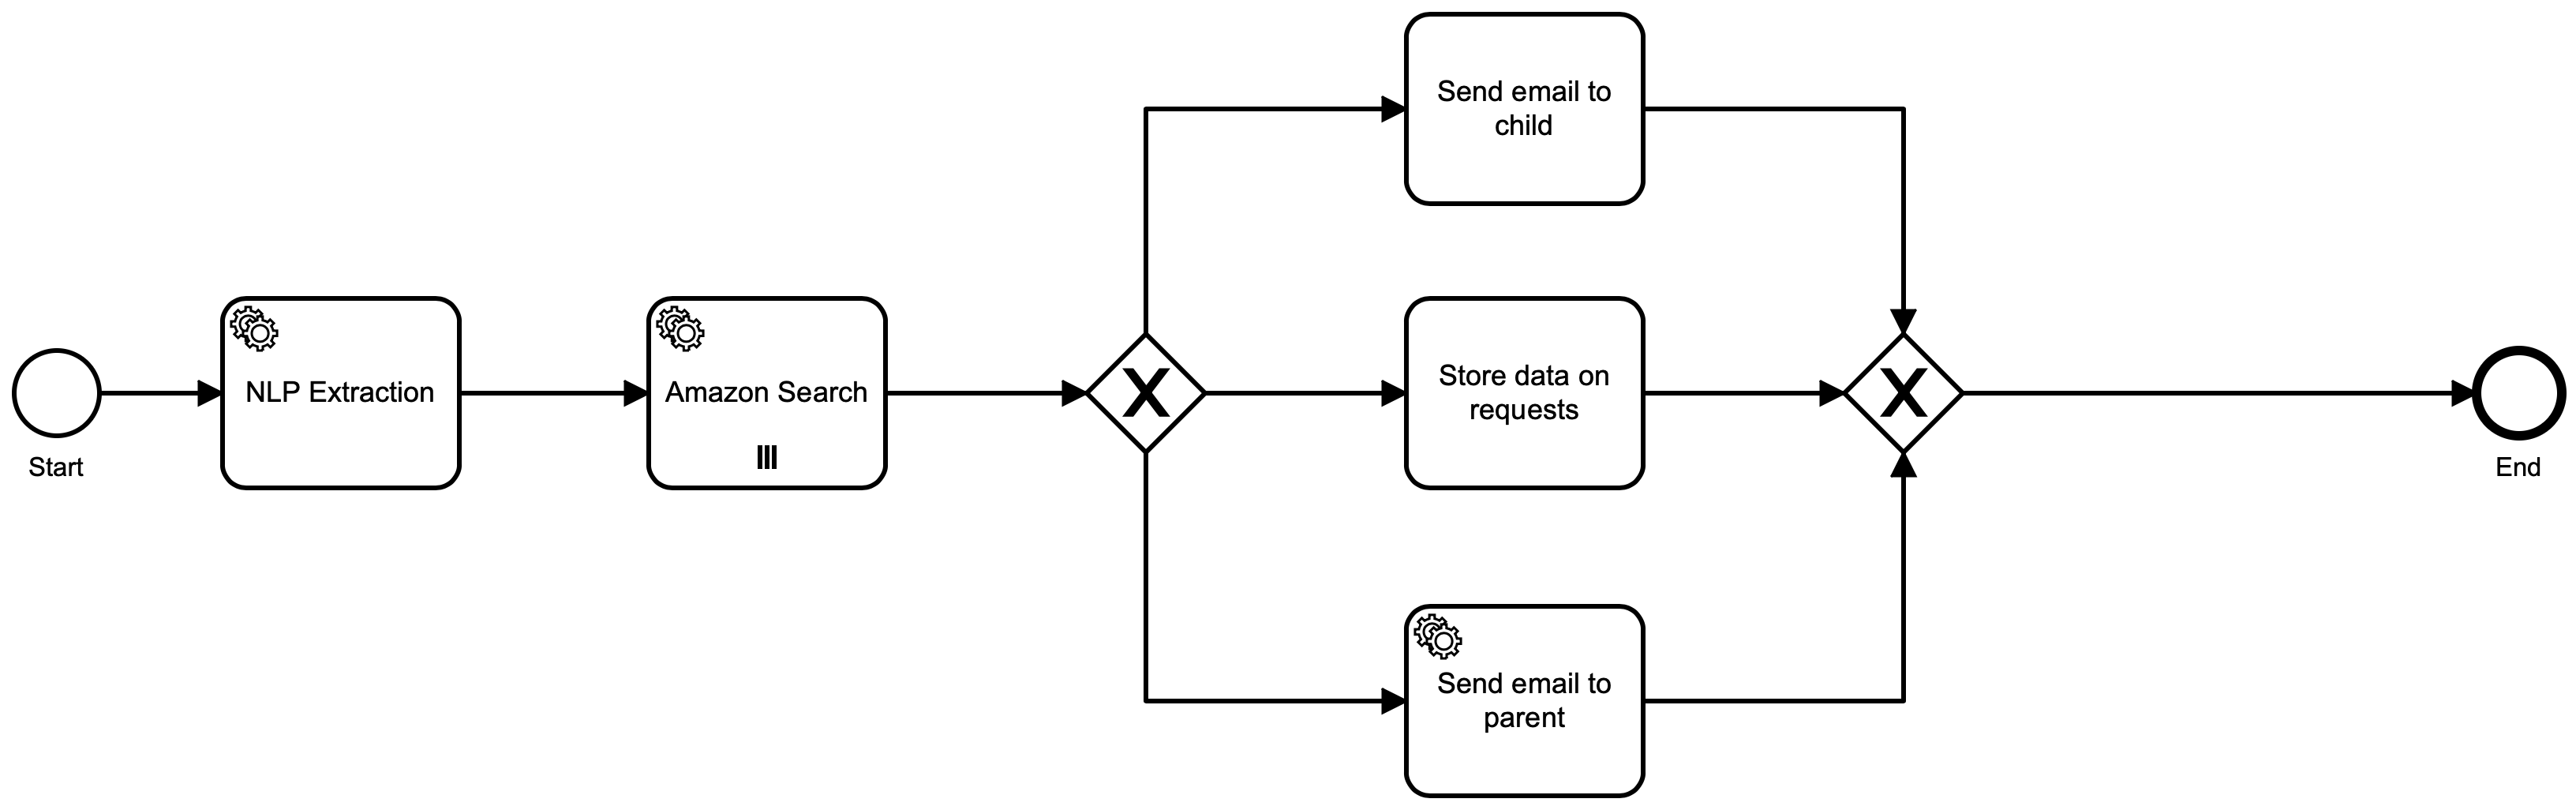 Send email to
child
Start
NLP Extraction
Amazon Search
X
Store data on
requests
X
End
Send email to
parent